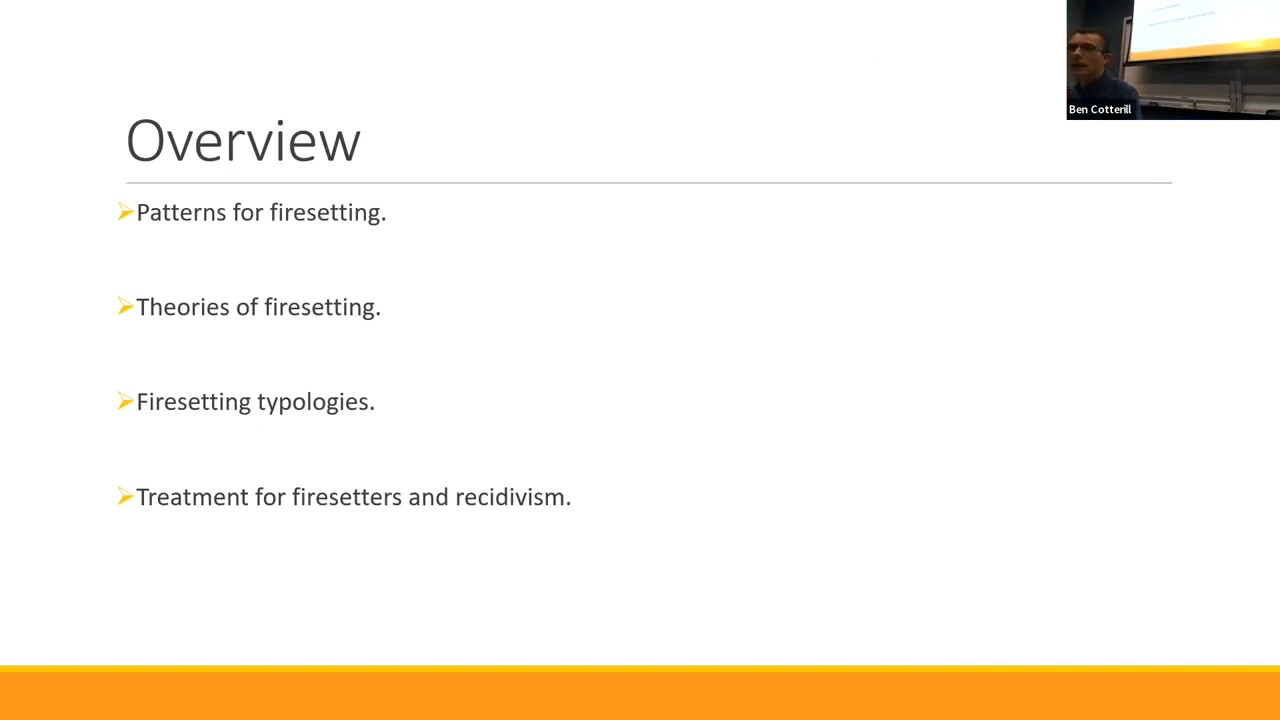 Ben Cotterill
Overview
Patterns for firesetting.
Theories of firesetting.
Firesetting typologies.
Treatment for firesetters and recidivism.